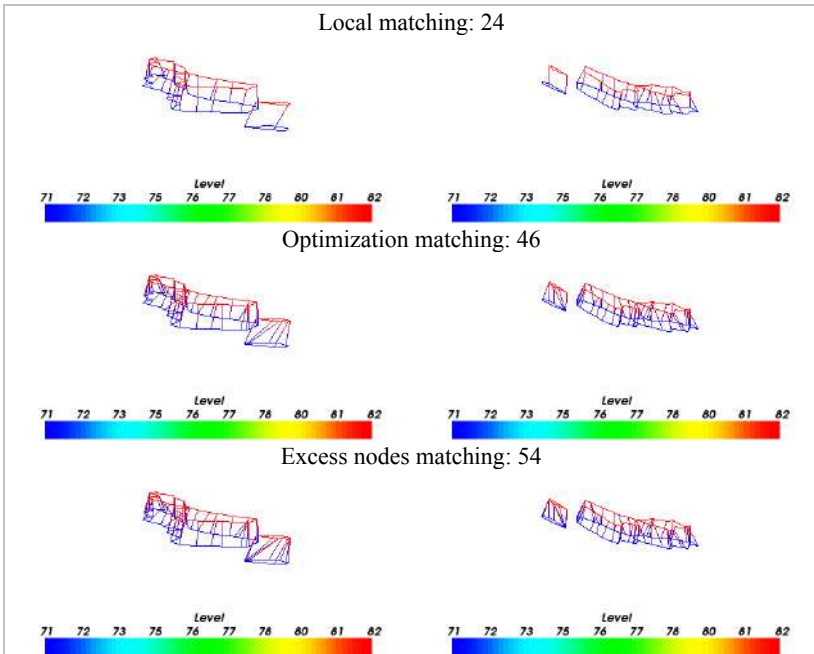 Local matching: 24
Level Level
71 72 73 75 76 77 78 80 81 82 71 72 73 75 76 77 78 80 81 82
Optimization matching: 46
Level Level
71 72 73 75 76 77 78 80 81 82 71 72 73 75 76 77 78 80 81 82
Excess nodes matching: 54
Level Level
71 72 73 75 76 77 78 80 81 82 71 72 73 75 76 77 78 80 81 82